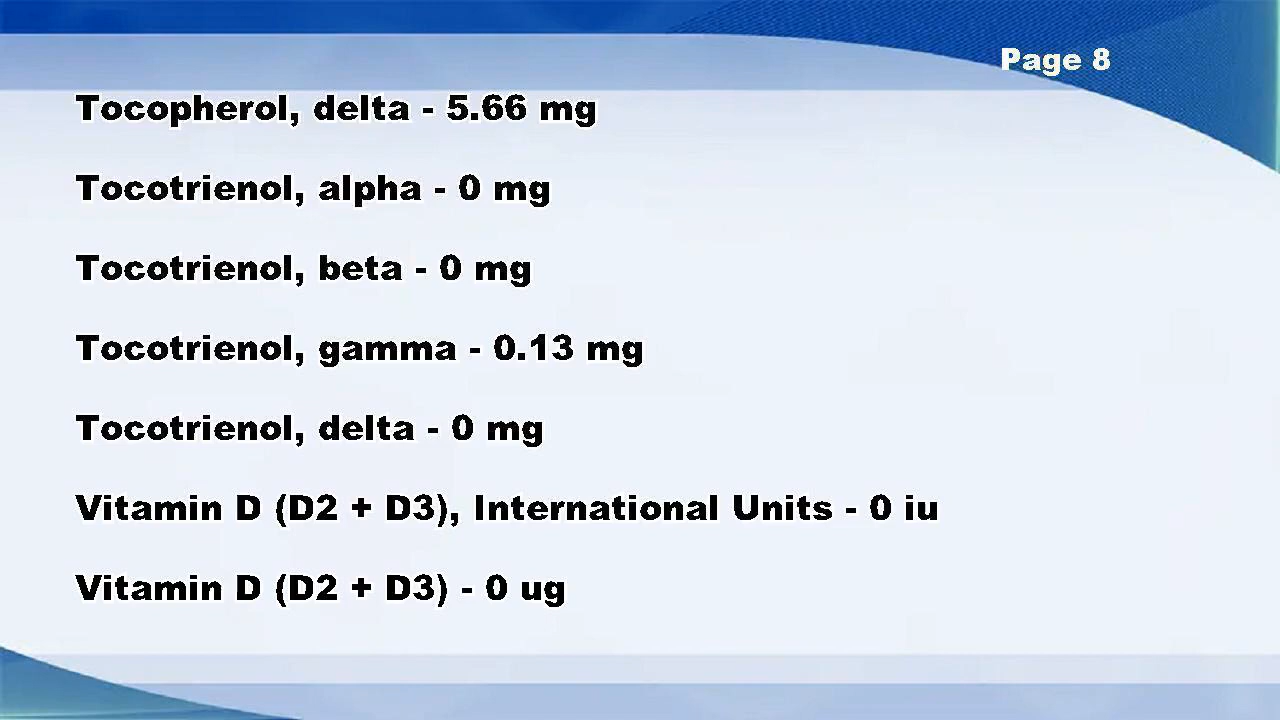 Page 8
Tocopherol, delta - 5.66 mg
Tocotrienol, alpha - 0 mg
Tocotrienol, beta - 0 mg
Tocotrienol, gamma - 0.13 mg
Tocotrienol, delta - 0 mg
Vitamin D (D2 + D3), International Units - 0 iu
Vitamin D (D2 + D3) - 0 ug